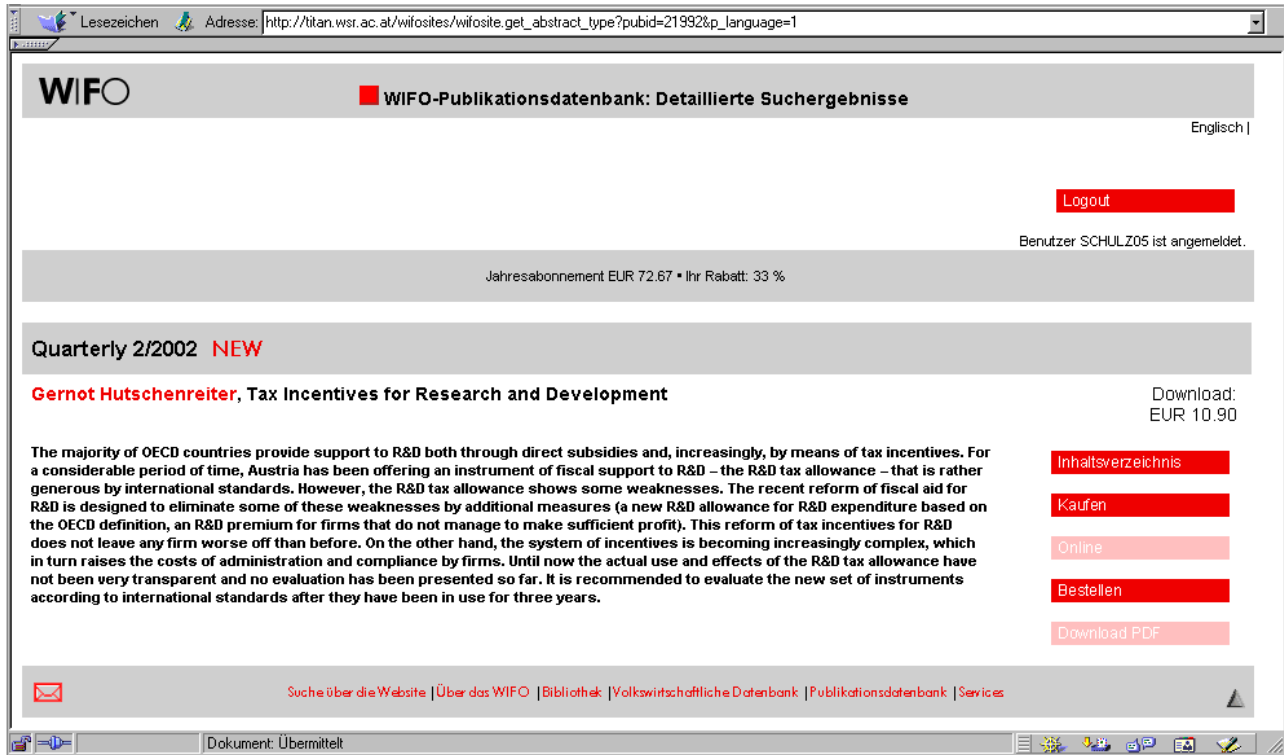 Lesezeichen Adresse: http://titan.wsr.ac.at/wifosites/wifosite.get_abstract_type?pubid=21992&p_language=1
WIFO
WIFO-Publikationsdatenbank: Detaillierte Suchergebnisse
Englisch |
Logout
Benutzer SCHULZ05 ist angemeldet.
Jahresabonnement EUR 72.67 • Ihr Rabatt: 33 %
Quarterly 2/2002 NEW
Gernot Hutschenreiter, Tax Incentives for Research and Development
Download:
EUR 10.90
The majority of OECD countries provide support to R&D both through direct subsidies and, increasingly, by means of tax incentives. For
a considerable period of time, Austria has been offering an instrument of fiscal support to R&D – the R&D tax allowance – that is rather
generous by international standards. However, the R&D tax allowance shows some weaknesses. The recent reform of fiscal aid for
R&D is designed to eliminate some of these weaknesses by additional measures (a new R&D allowance for R&D expenditure based on
the OECD definition, an R&D premium for firms that do not manage to make sufficient profit). This reform of tax incentives for R&D
does not leave any firm worse off than before. On the other hand, the system of incentives is becoming increasingly complex, which
in turn raises the costs of administration and compliance by firms. Until now the actual use and effects of the R&D tax allowance have
not been very transparent and no evaluation has been presented so far. It is recommended to evaluate the new set of instruments
according to international standards after they have been in use for three years.
Inhaltsverzeichnis
Kaufen
Online
Bestellen
Download PDF
Suche über die Website |Über das WIFO |Bibliothek |Volkswirtschaftliche Datenbank |Publikationsdatenbank |Services
Dokument: Übermittelt